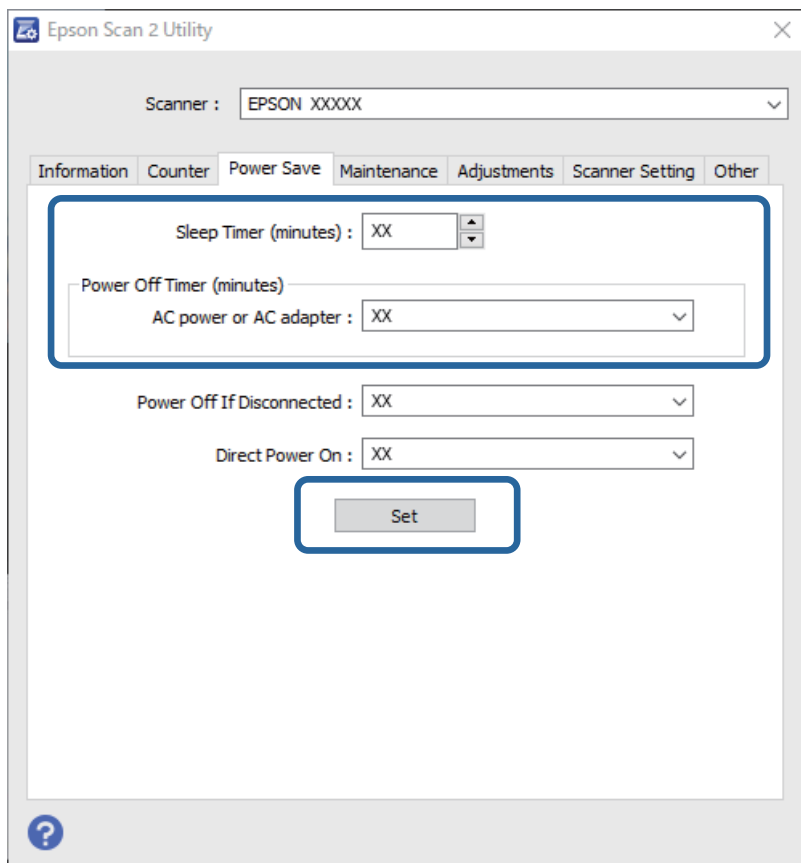 Epson Scan 2 Utility
Scanner : EPSON XXXXX
Information Counter Power Save Maintenance Adjustments Scanner Setting Other
Sleep Timer (minutes) : XX
Power Off Timer (minutes)
AC power or AC adapter : XX
Power Off If Disconnected : XX
Direct Power On : XX
Set
?